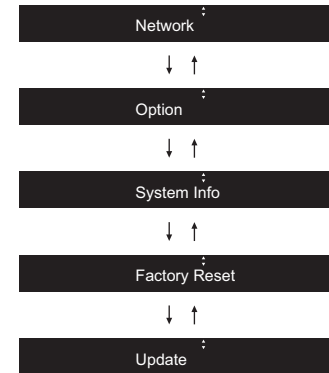 Network
Option
System Info
Factory Reset
Update